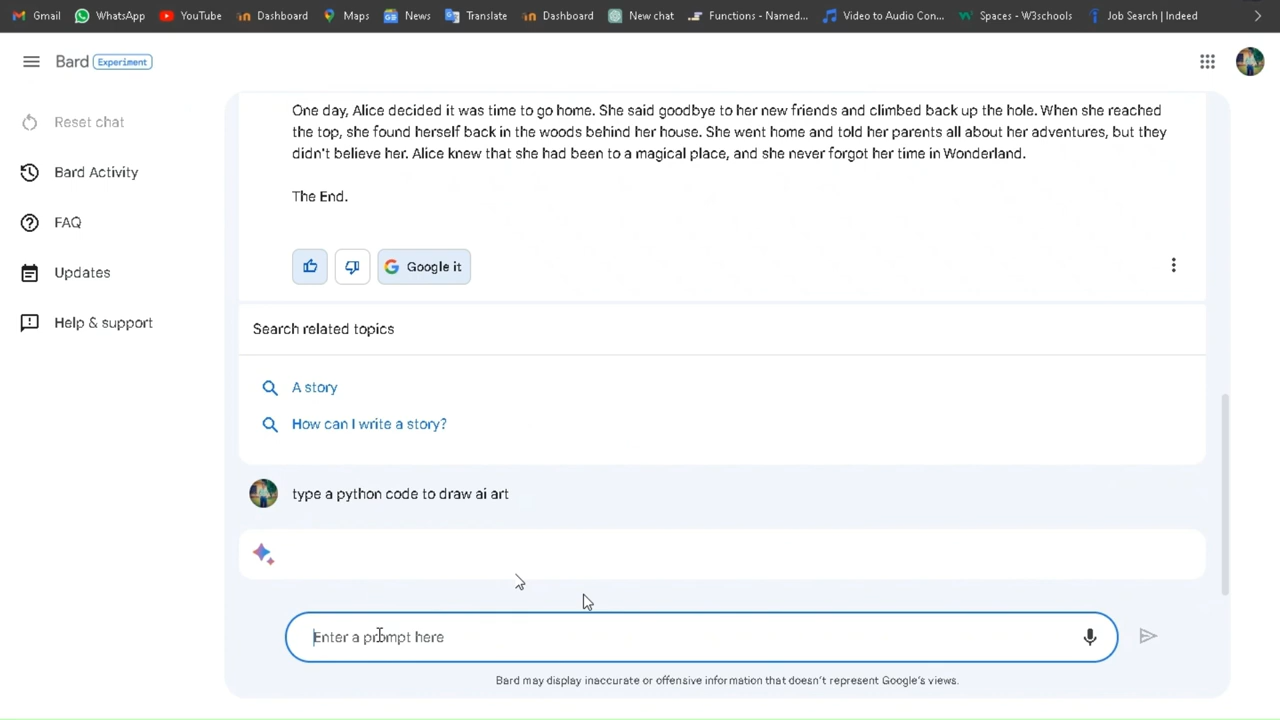 Gmail WhatsApp YouTube Dashboard Maps News Translate Dashboard New chat Functions - Named... Video to Audio Con... Spaces - W3schools Job Search | Indeed
Bard Experiment
Reset chat
Bard Activity
FAQ
Updates
Help & support
One day, Alice decided it was time to go home. She said goodbye to her new friends and climbed back up the hole. When she reached
the top, she found herself back in the woods behind her house. She went home and told her parents all about her adventures, but they
didn't believe her. Alice knew that she had been to a magical place, and she never forgot her time in Wonderland.
The End.
Google it
Search related topics
A story
How can I write a story?
type a python code to draw ai art
Enter a prompt here
Bard may display inaccurate or offensive information that doesn't represent Google's views.